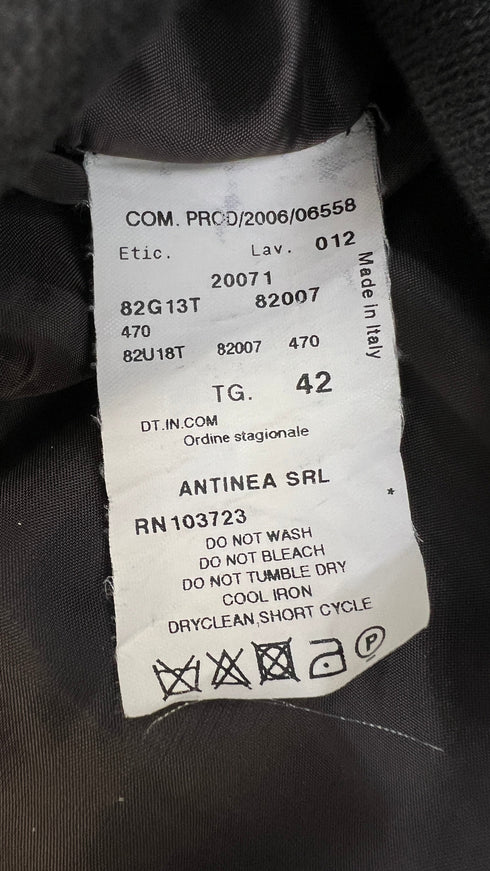 COM. PROD/2006/06558
Etic. Lav. 012
20071
82G13T 82007
470
82U18T 82007 470
Made in Italy
TG. 42
DT.IN.COM
Ordine stagionale
ANTINEA SRL
*
RN103723
DO NOT WASH
DO NOT BLEACH
DO NOT TUMBLE DRY
COOL IRON
DRYCLEAN,SHORT CYCLE
P